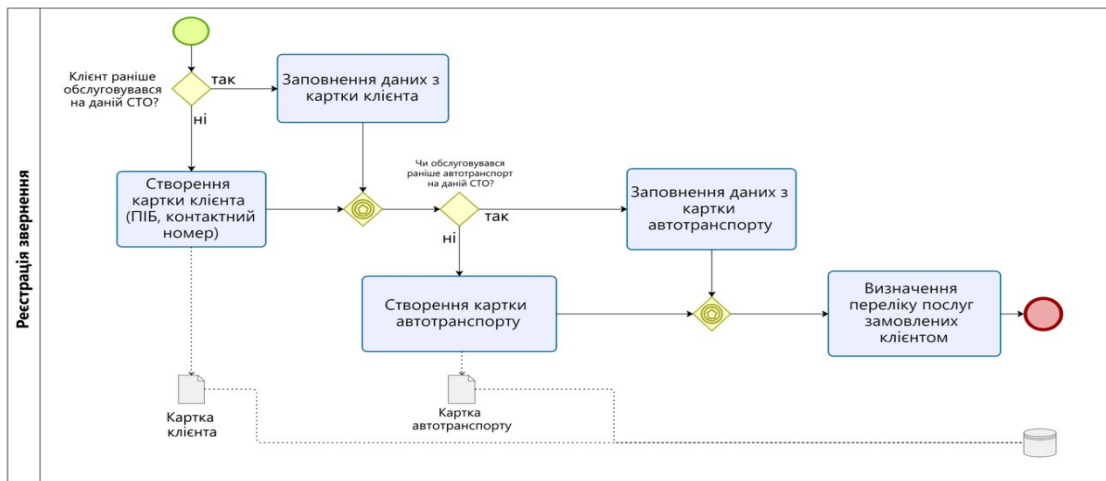 Реєстрація звернення
Клієнт раніше
обслуговувався
на даній СТО?
так
ні
Заповнення даних з
картки клієнта
Створення
картки клієнта
(ПІБ, контактний
номер)
Чи обслуговувався
раніше автотранспорт
на даній СТО?
так
ні
Заповнення даних з
картки
автотранспорту
Створення картки
автотранспорту
Визначення
переліку послуг
замовлених
клієнтом
Картка
клієнта
Картка
автотранспорту